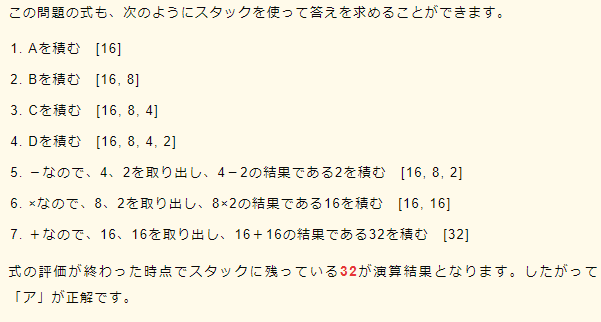 この問題の式も、次のようにスタックを使って答えを求めることができます。
1. Aを積む　[16]
2. Bを積む　[16, 8]
3. Cを積む　[16, 8, 4]
4. Dを積む　[16, 8, 4, 2]
5. －なので、4、2を取り出し、4－2の結果である2を積む　[16, 8, 2]
6. ×なので、8、2を取り出し、8×2の結果である16を積む　[16, 16]
7. ＋なので、16、16を取り出し、16＋16の結果である32を積む　[32]
式の評価が終わった時点でスタックに残っている32が演算結果となります。したがって
「ア」が正解です。